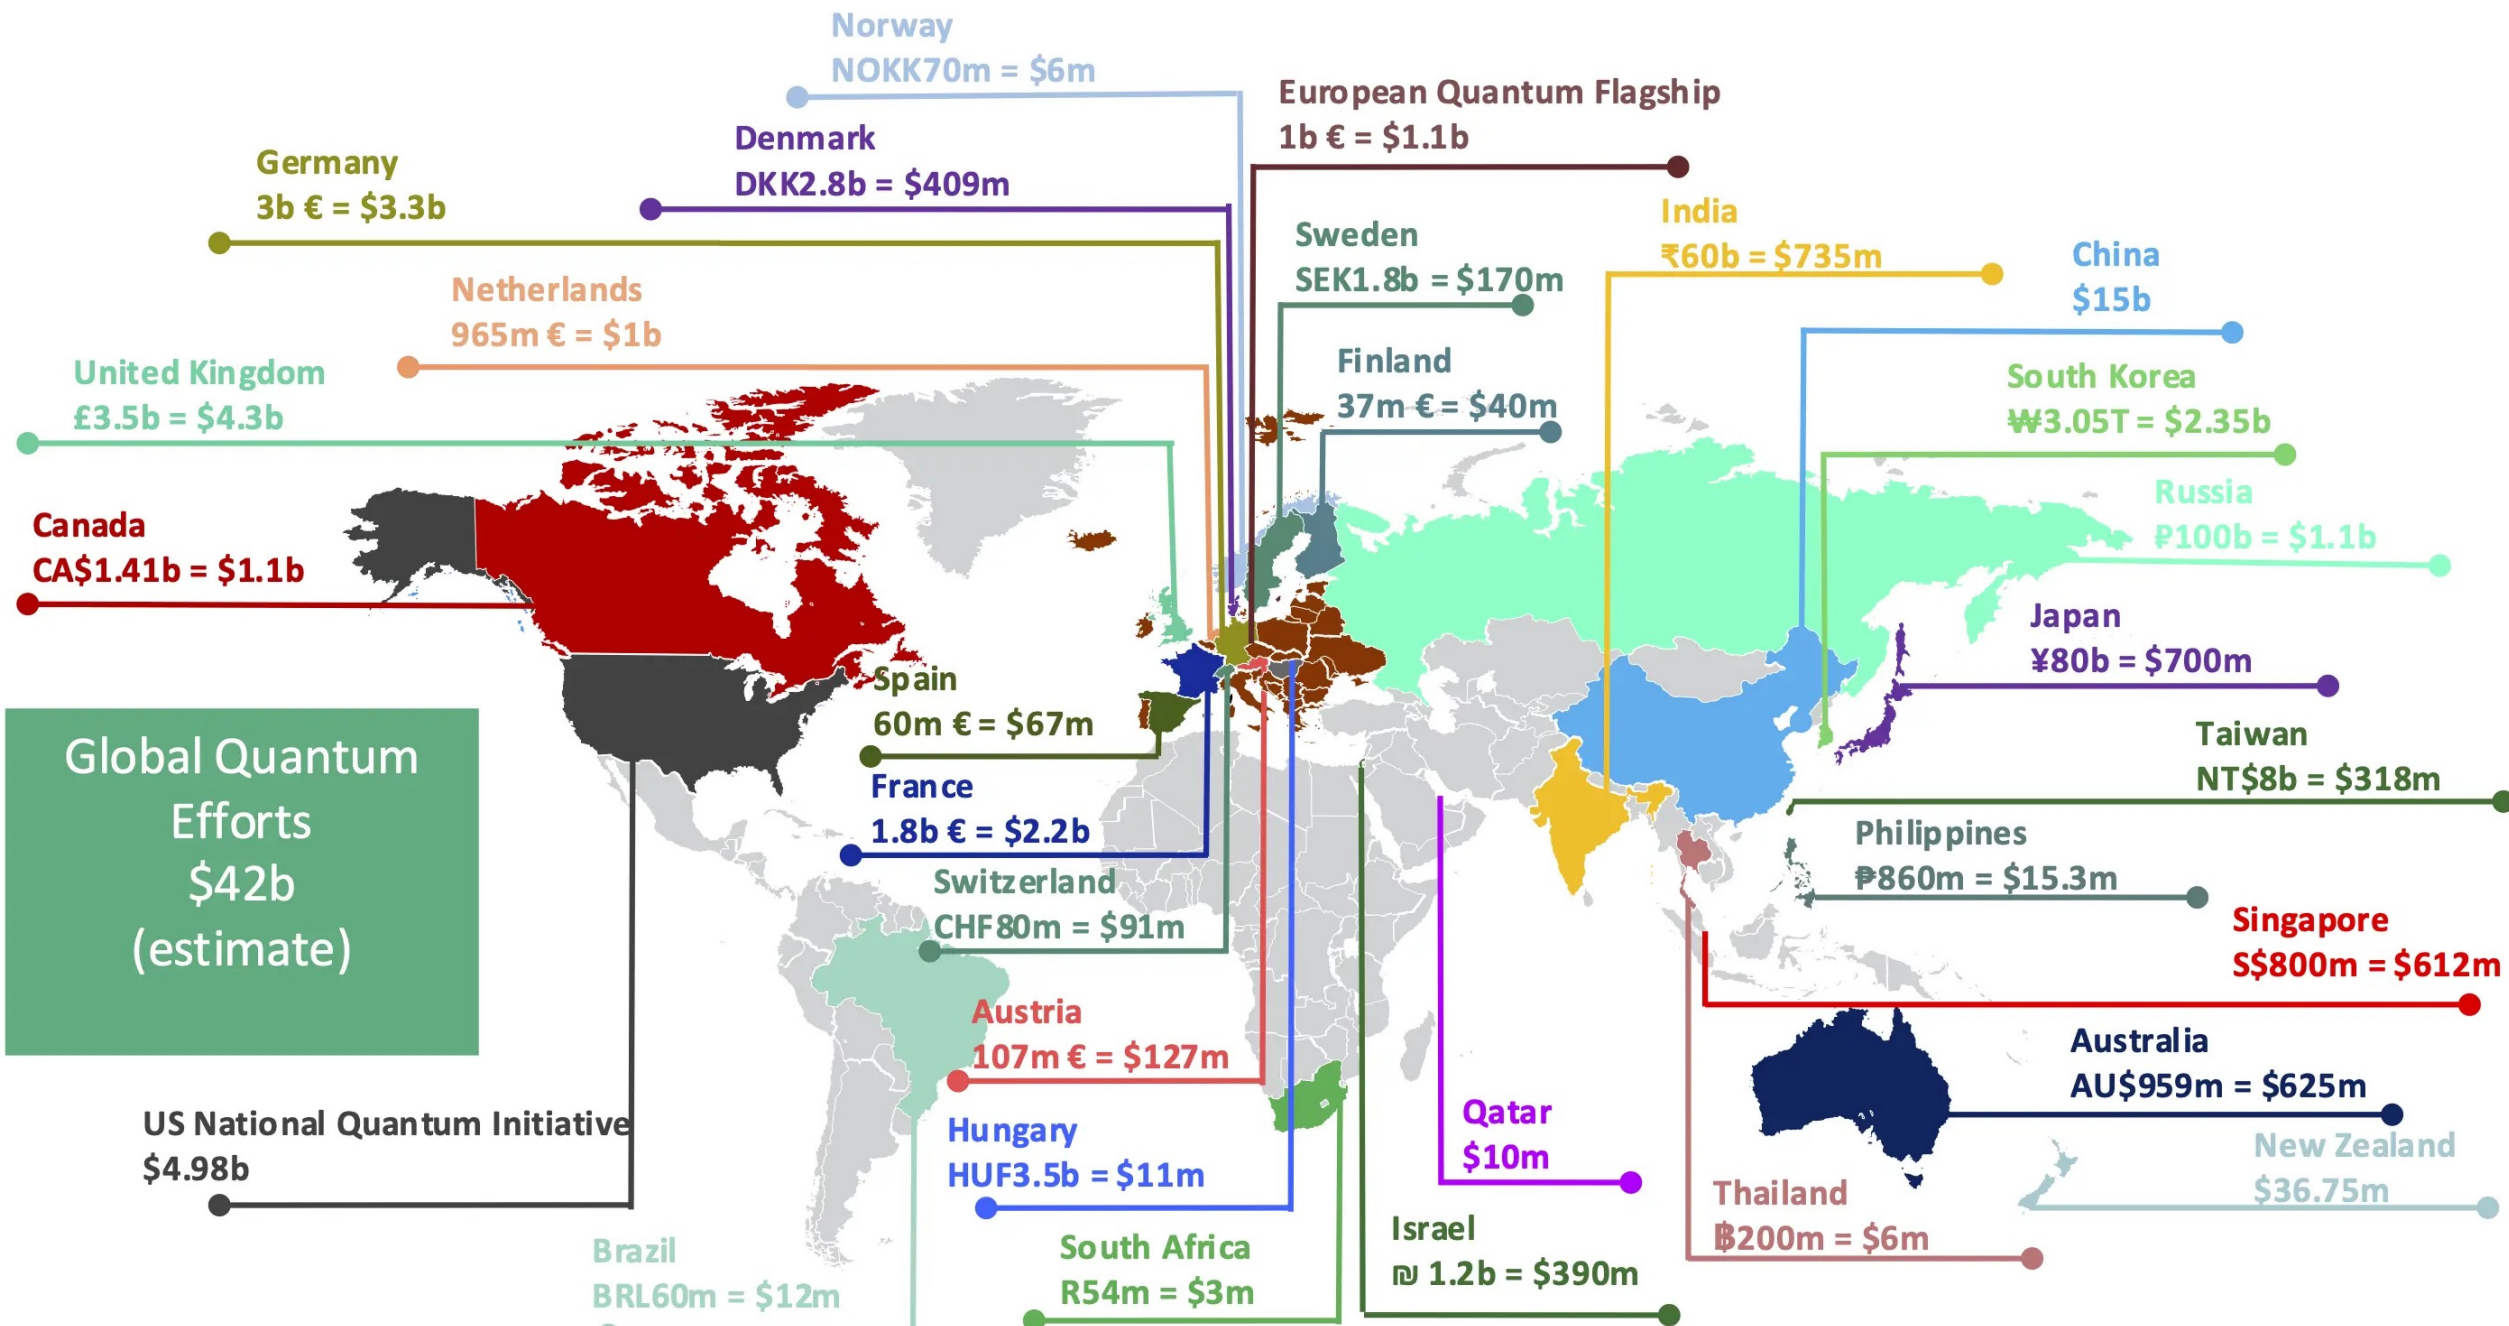 Norway
NOKK70m = $6m
European Quantum Flagship
1b € = $1.1b
Denmark
DKK2.8b = $409m
Germany
3b € = $3.3b
India
₹60b = $735m
Sweden
SEK1.8b = $170m
China
$15b
Netherlands
965m € = $1b
Finland
37m € = $40m
United Kingdom
£3.5b = $4.3b
South Korea
₩3.05T = $2.35b
Russia
₽100b = $1.1b
Canada
CA$1.41b = $1.1b
Japan
¥80b = $700m
Spain
60m € = $67m
Taiwan
NT$8b = $318m
Global Quantum
Efforts
$42b
(estimate)
France
1.8b € = $2.2b
Philippines
₱860m = $15.3m
Switzerland
CHF80m = $91m
Singapore
S$800m = $612m
Austria
107m € = $127m
Australia
AU$959m = $625m
US National Quantum Initiative
$4.98b
Hungary
HUF3.5b = $11m
Qatar
$10m
New Zealand
$36.75m
Thailand
฿200m = $6m
Brazil
BRL60m = $12m
South Africa
R54m = $3m
Israel
₪ 1.2b = $390m